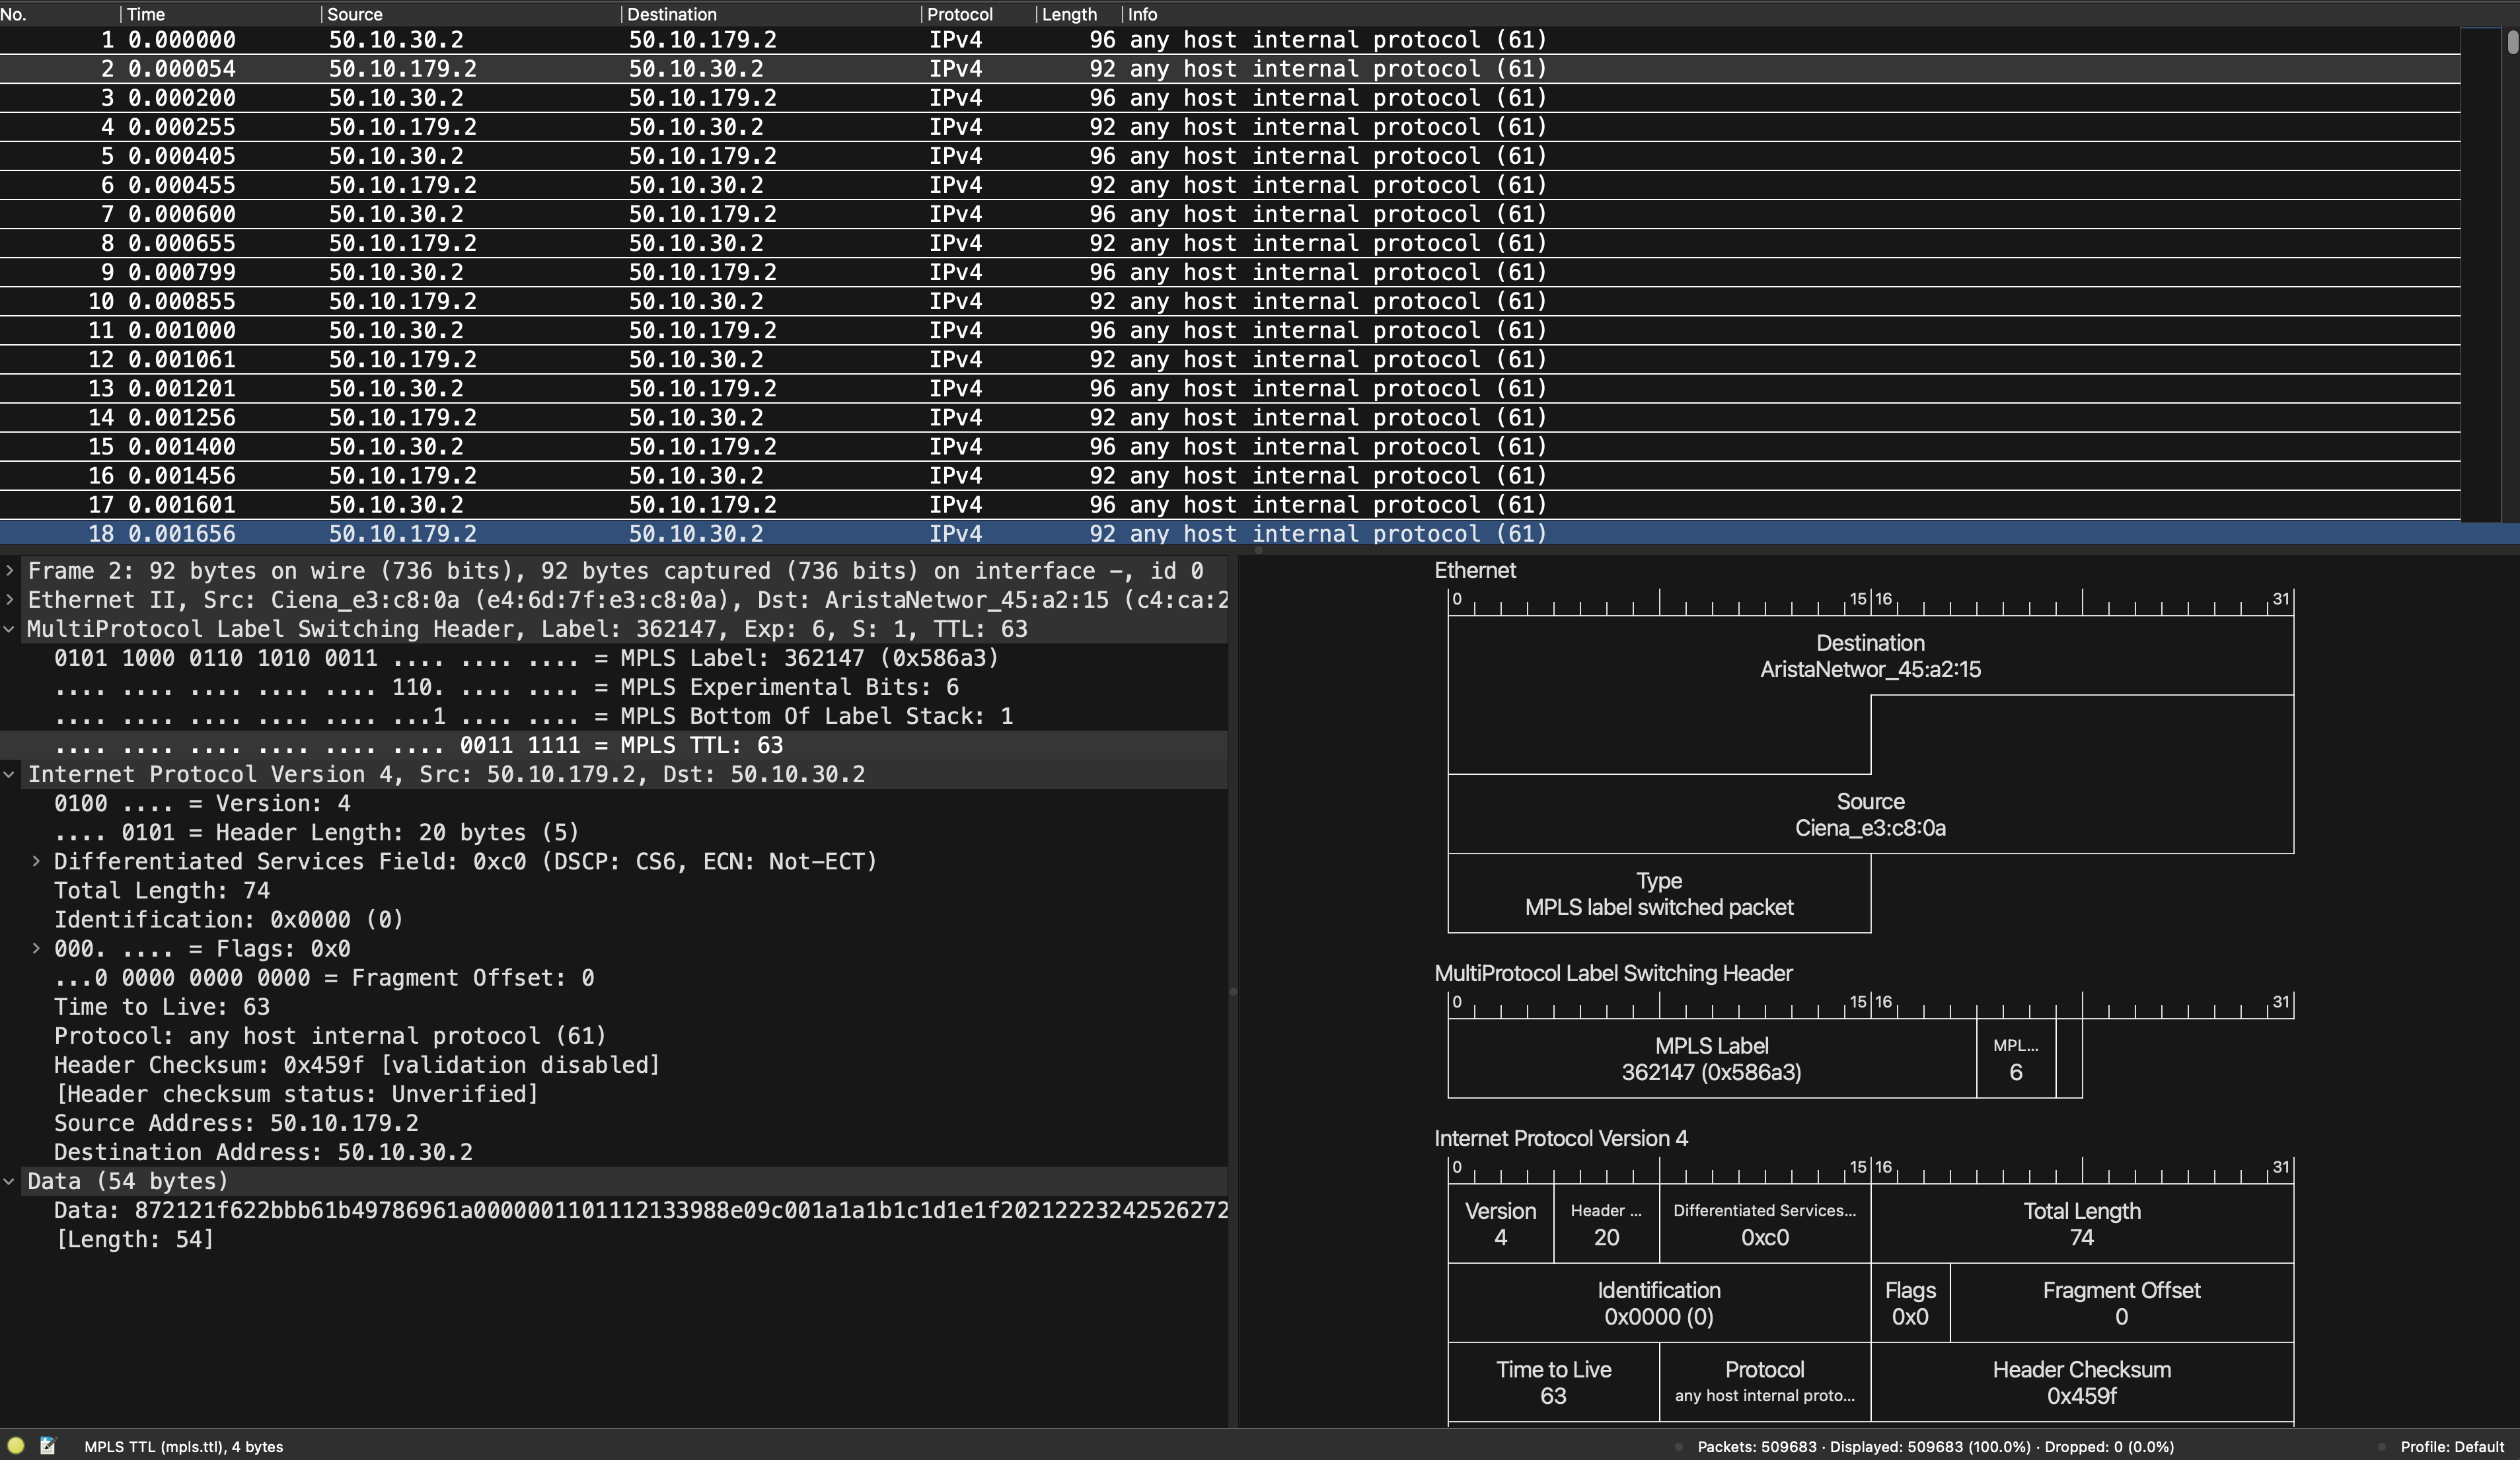 No. Time Source Destination Protocol Length Info
1 0.000000 50.10.30.2 50.10.179.2 IPv4 96 any host internal protocol (61)
2 0.000054 50.10.179.2 50.10.30.2 IPv4 92 any host internal protocol (61)
3 0.000200 50.10.30.2 50.10.179.2 IPv4 96 any host internal protocol (61)
4 0.000255 50.10.179.2 50.10.30.2 IPv4 92 any host internal protocol (61)
5 0.000405 50.10.30.2 50.10.179.2 IPv4 96 any host internal protocol (61)
6 0.000455 50.10.179.2 50.10.30.2 IPv4 92 any host internal protocol (61)
7 0.000600 50.10.30.2 50.10.179.2 IPv4 96 any host internal protocol (61)
8 0.000655 50.10.179.2 50.10.30.2 IPv4 92 any host internal protocol (61)
9 0.000799 50.10.30.2 50.10.179.2 IPv4 96 any host internal protocol (61)
10 0.000855 50.10.179.2 50.10.30.2 IPv4 92 any host internal protocol (61)
11 0.001000 50.10.30.2 50.10.179.2 IPv4 96 any host internal protocol (61)
12 0.001061 50.10.179.2 50.10.30.2 IPv4 92 any host internal protocol (61)
13 0.001201 50.10.30.2 50.10.179.2 IPv4 96 any host internal protocol (61)
14 0.001256 50.10.179.2 50.10.30.2 IPv4 92 any host internal protocol (61)
15 0.001400 50.10.30.2 50.10.179.2 IPv4 96 any host internal protocol (61)
16 0.001456 50.10.179.2 50.10.30.2 IPv4 92 any host internal protocol (61)
17 0.001601 50.10.30.2 50.10.179.2 IPv4 96 any host internal protocol (61)
18 0.001656 50.10.179.2 50.10.30.2 IPv4 92 any host internal protocol (61)
Frame 2: 92 bytes on wire (736 bits), 92 bytes captured (736 bits) on interface -, id 0
Ethernet II, Src: Ciena_e3:c8:0a (e4:6d:7f:e3:c8:0a), Dst: AristaNetwor_45:a2:15 (c4:ca:2
MultiProtocol Label Switching Header, Label: 362147, Exp: 6, S: 1, TTL: 63
0101 1000 0110 1010 0011 .... .... .... = MPLS Label: 362147 (0x586a3)
.... .... .... .... .... 110. .... .... = MPLS Experimental Bits: 6
.... .... .... .... .... ...1 .... .... = MPLS Bottom Of Label Stack: 1
.... .... .... .... .... .... 0011 1111 = MPLS TTL: 63
Internet Protocol Version 4, Src: 50.10.179.2, Dst: 50.10.30.2
0100 .... = Version: 4
.... 0101 = Header Length: 20 bytes (5)
Differentiated Services Field: 0xc0 (DSCP: CS6, ECN: Not-ECT)
Total Length: 74
Identification: 0x0000 (0)
000. .... = Flags: 0x0
...0 0000 0000 0000 = Fragment Offset: 0
Time to Live: 63
Protocol: any host internal protocol (61)
Header Checksum: 0x459f [validation disabled]
[Header checksum status: Unverified]
Source Address: 50.10.179.2
Destination Address: 50.10.30.2
Data (54 bytes)
Data: 872121f622bbb61b49786961a0000001101112133988e09c001a1a1b1c1d1e1f20212223242526272
[Length: 54]
Ethernet
0 15 16 31
Destination
AristaNetwor_45:a2:15
Source
Ciena_e3:c8:0a
Type
MPLS label switched packet
MultiProtocol Label Switching Header
0 15 16 31
MPLS Label MPL...
362147 (0x586a3) 6
Internet Protocol Version 4
0 15 16 31
Version Header ... Differentiated Services... Total Length
4 20 0xc0 74
Identification Flags Fragment Offset
0x0000 (0) 0x0 0
Time to Live Protocol Header Checksum
63 any host internal proto... 0x459f
MPLS TTL (mpls.ttl), 4 bytes
Packets: 509683 · Displayed: 509683 (100.0%) · Dropped: 0 (0.0%)
Profile: Default